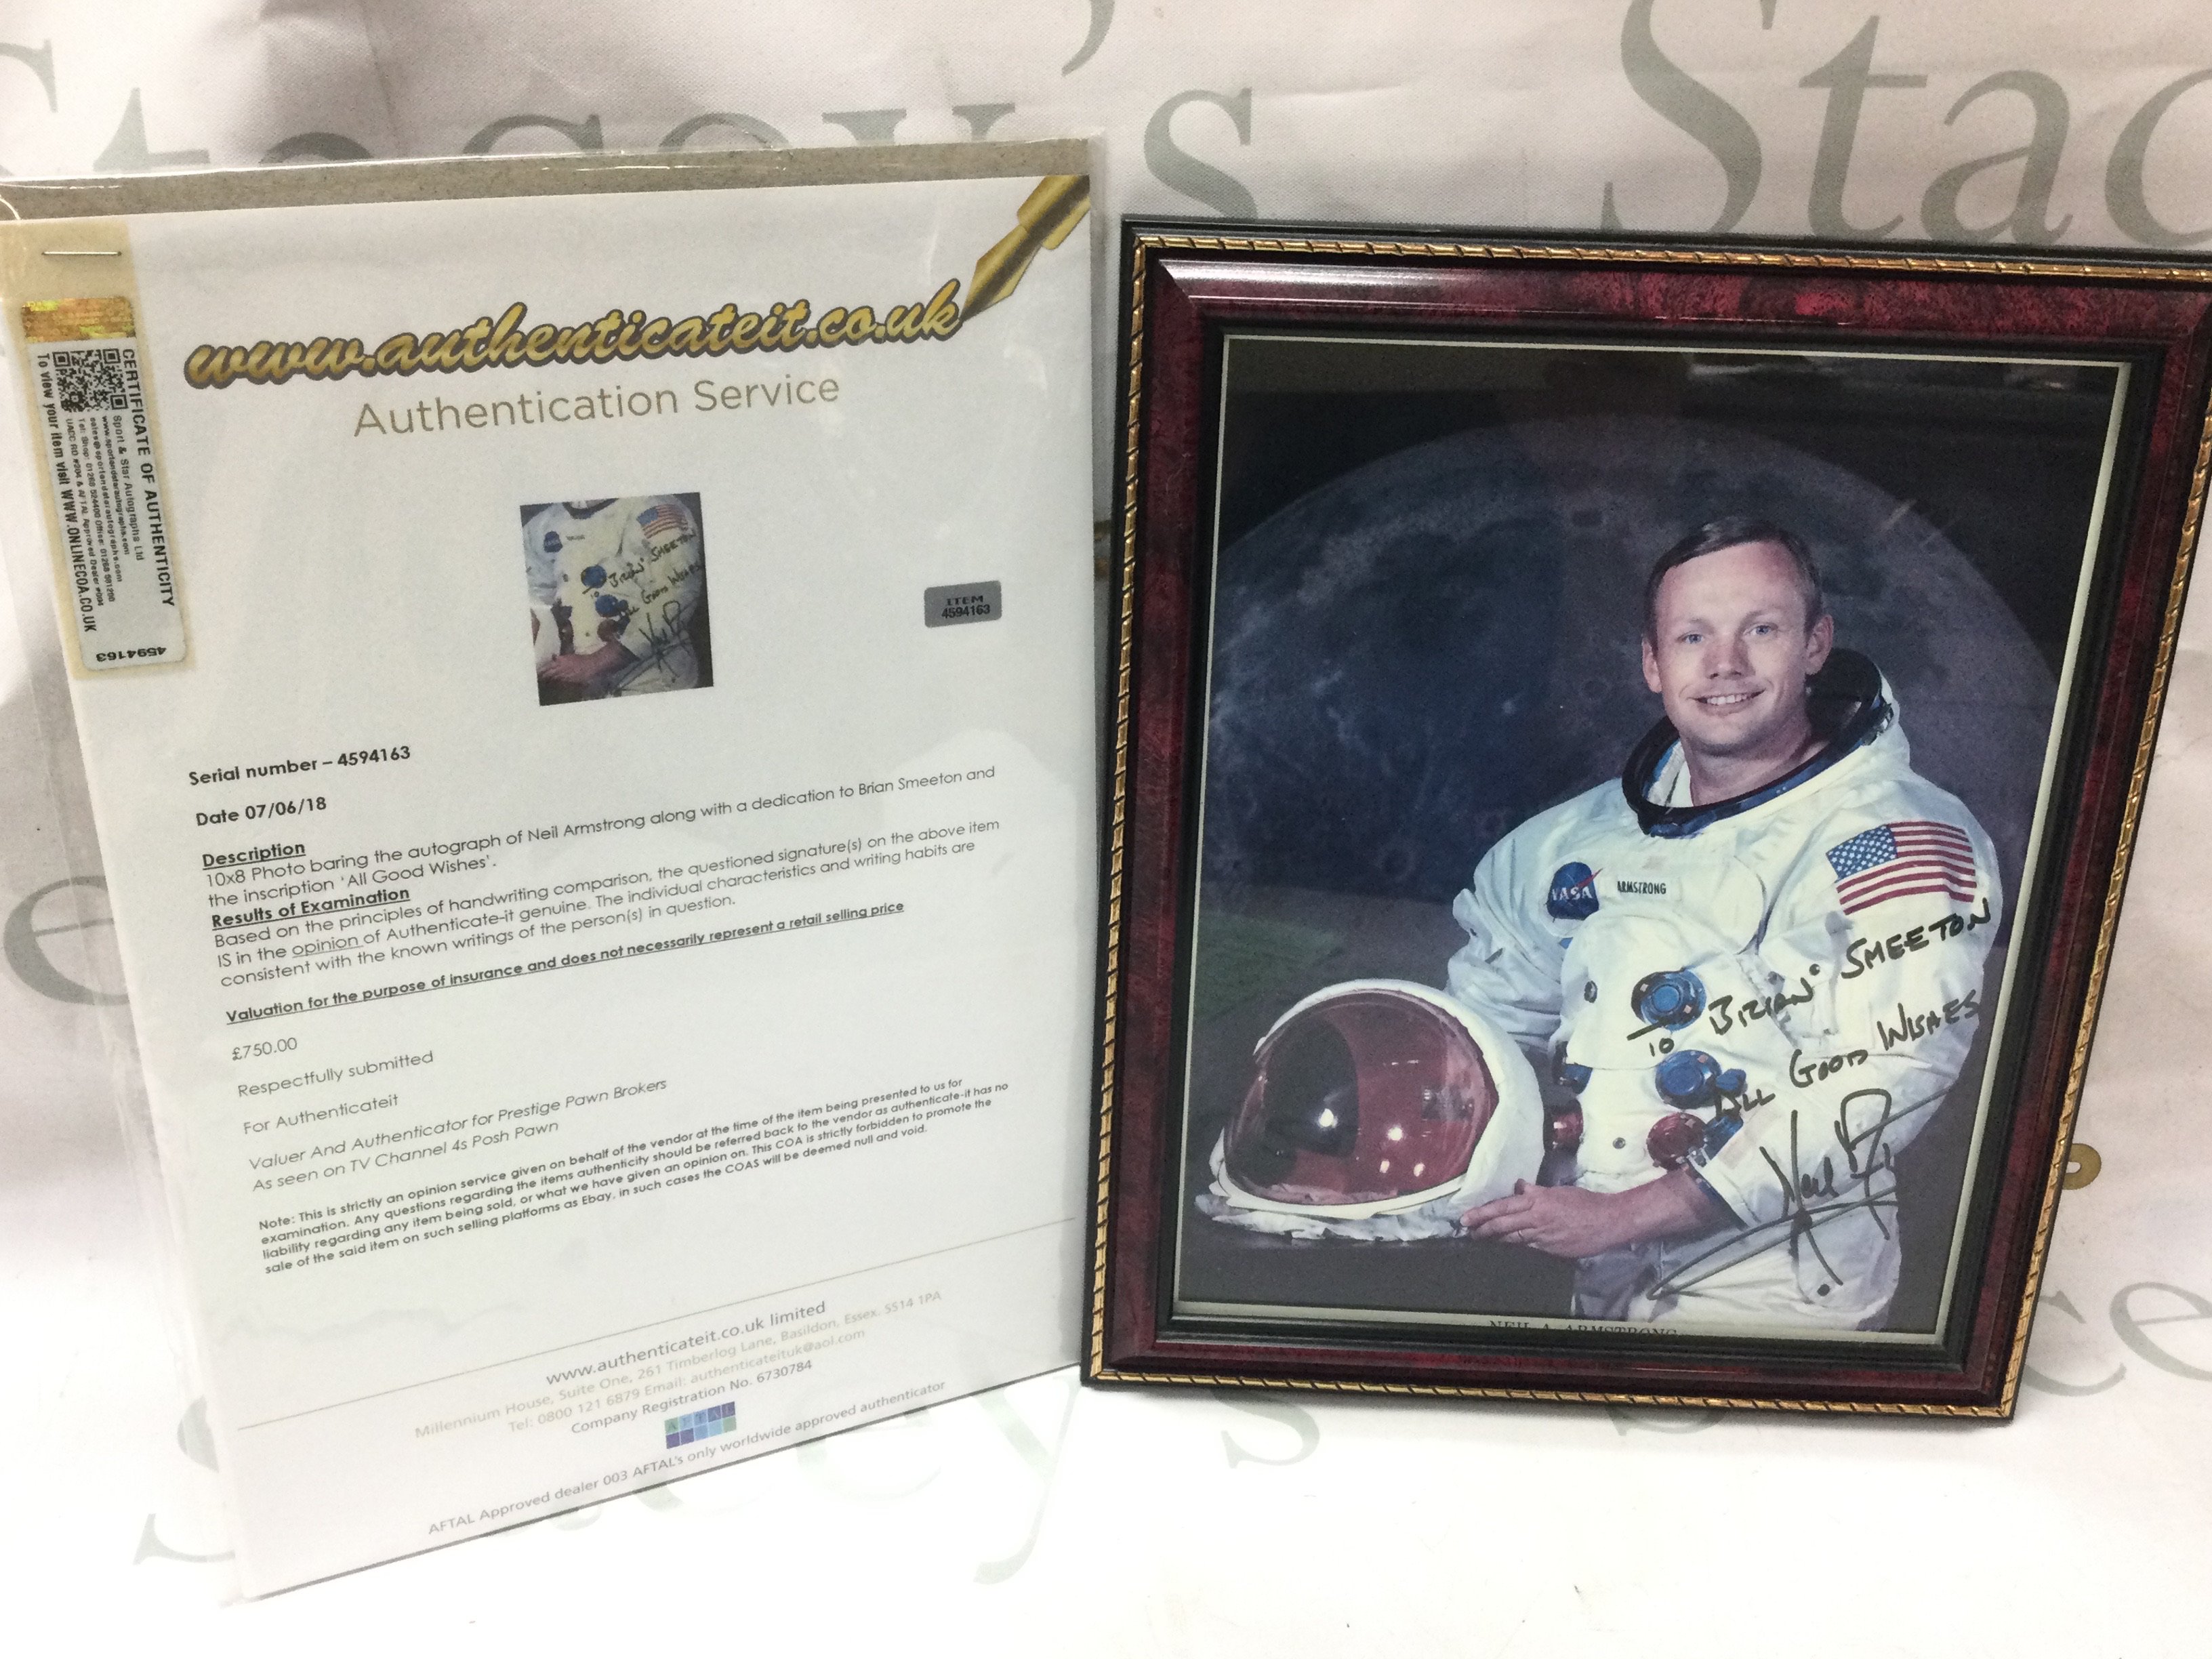 Stacey's
Stac
www.authenticateit.co.uk
Authentication Service
CERTIFICATE OF AUTHENTICITY
Sport & Star Autographs Ltd
www.sportandstarautographs.com
To view your item visit WWW.ONLINECOA.CO.UK
4594163
ITEM
4594163
Serial number – 4594163
Date 07/06/18
Description
10x8 Photo baring the autograph of Neil Armstrong along with a dedication to Brian Smeeton and
the inscription 'All Good Wishes'.
Results of Examination
Based on the principles of handwriting comparison, the questioned signature(s) on the above item
IS in the opinion of Authenticate-it genuine. The individual characteristics and writing habits are
consistent with the known writings of the person(s) in question.
Valuation for the purpose of insurance and does not necessarily represent a retail selling price
£750.00
Respectfully submitted
For Authenticateit
Valuer And Authenticator for Prestige Pawn Brokers
As seen on TV Channel 4s Posh Pawn
Note: This is strictly an opinion service given on behalf of the vendor at the time of the item being presented to us for
examination. Any questions regarding the items authenticity should be referred back to the vendor as authenticate-it has no
liability regarding any item being sold, or what we have given an opinion on. This COA is strictly forbidden to promote the
sale of the said item on such selling platforms as Ebay, in such cases the COAS will be deemed null and void.
www.authenticateit.co.uk limited
Millennium House, Suite One, 261 Timberlog Lane, Basildon, Essex. SS14 1PA
Tel: 0800 121 6879 Email: authenticateituk@aol.com
Company Registration No. 6730784
AFTAL
AFTAL Approved dealer 003 AFTAL's only worldwide approved authenticator
NASA
ARMSTRONG
TO BRIAN SMEETON
ALL GOOD WISHES
Neil
NEIL A. ARMSTRONG